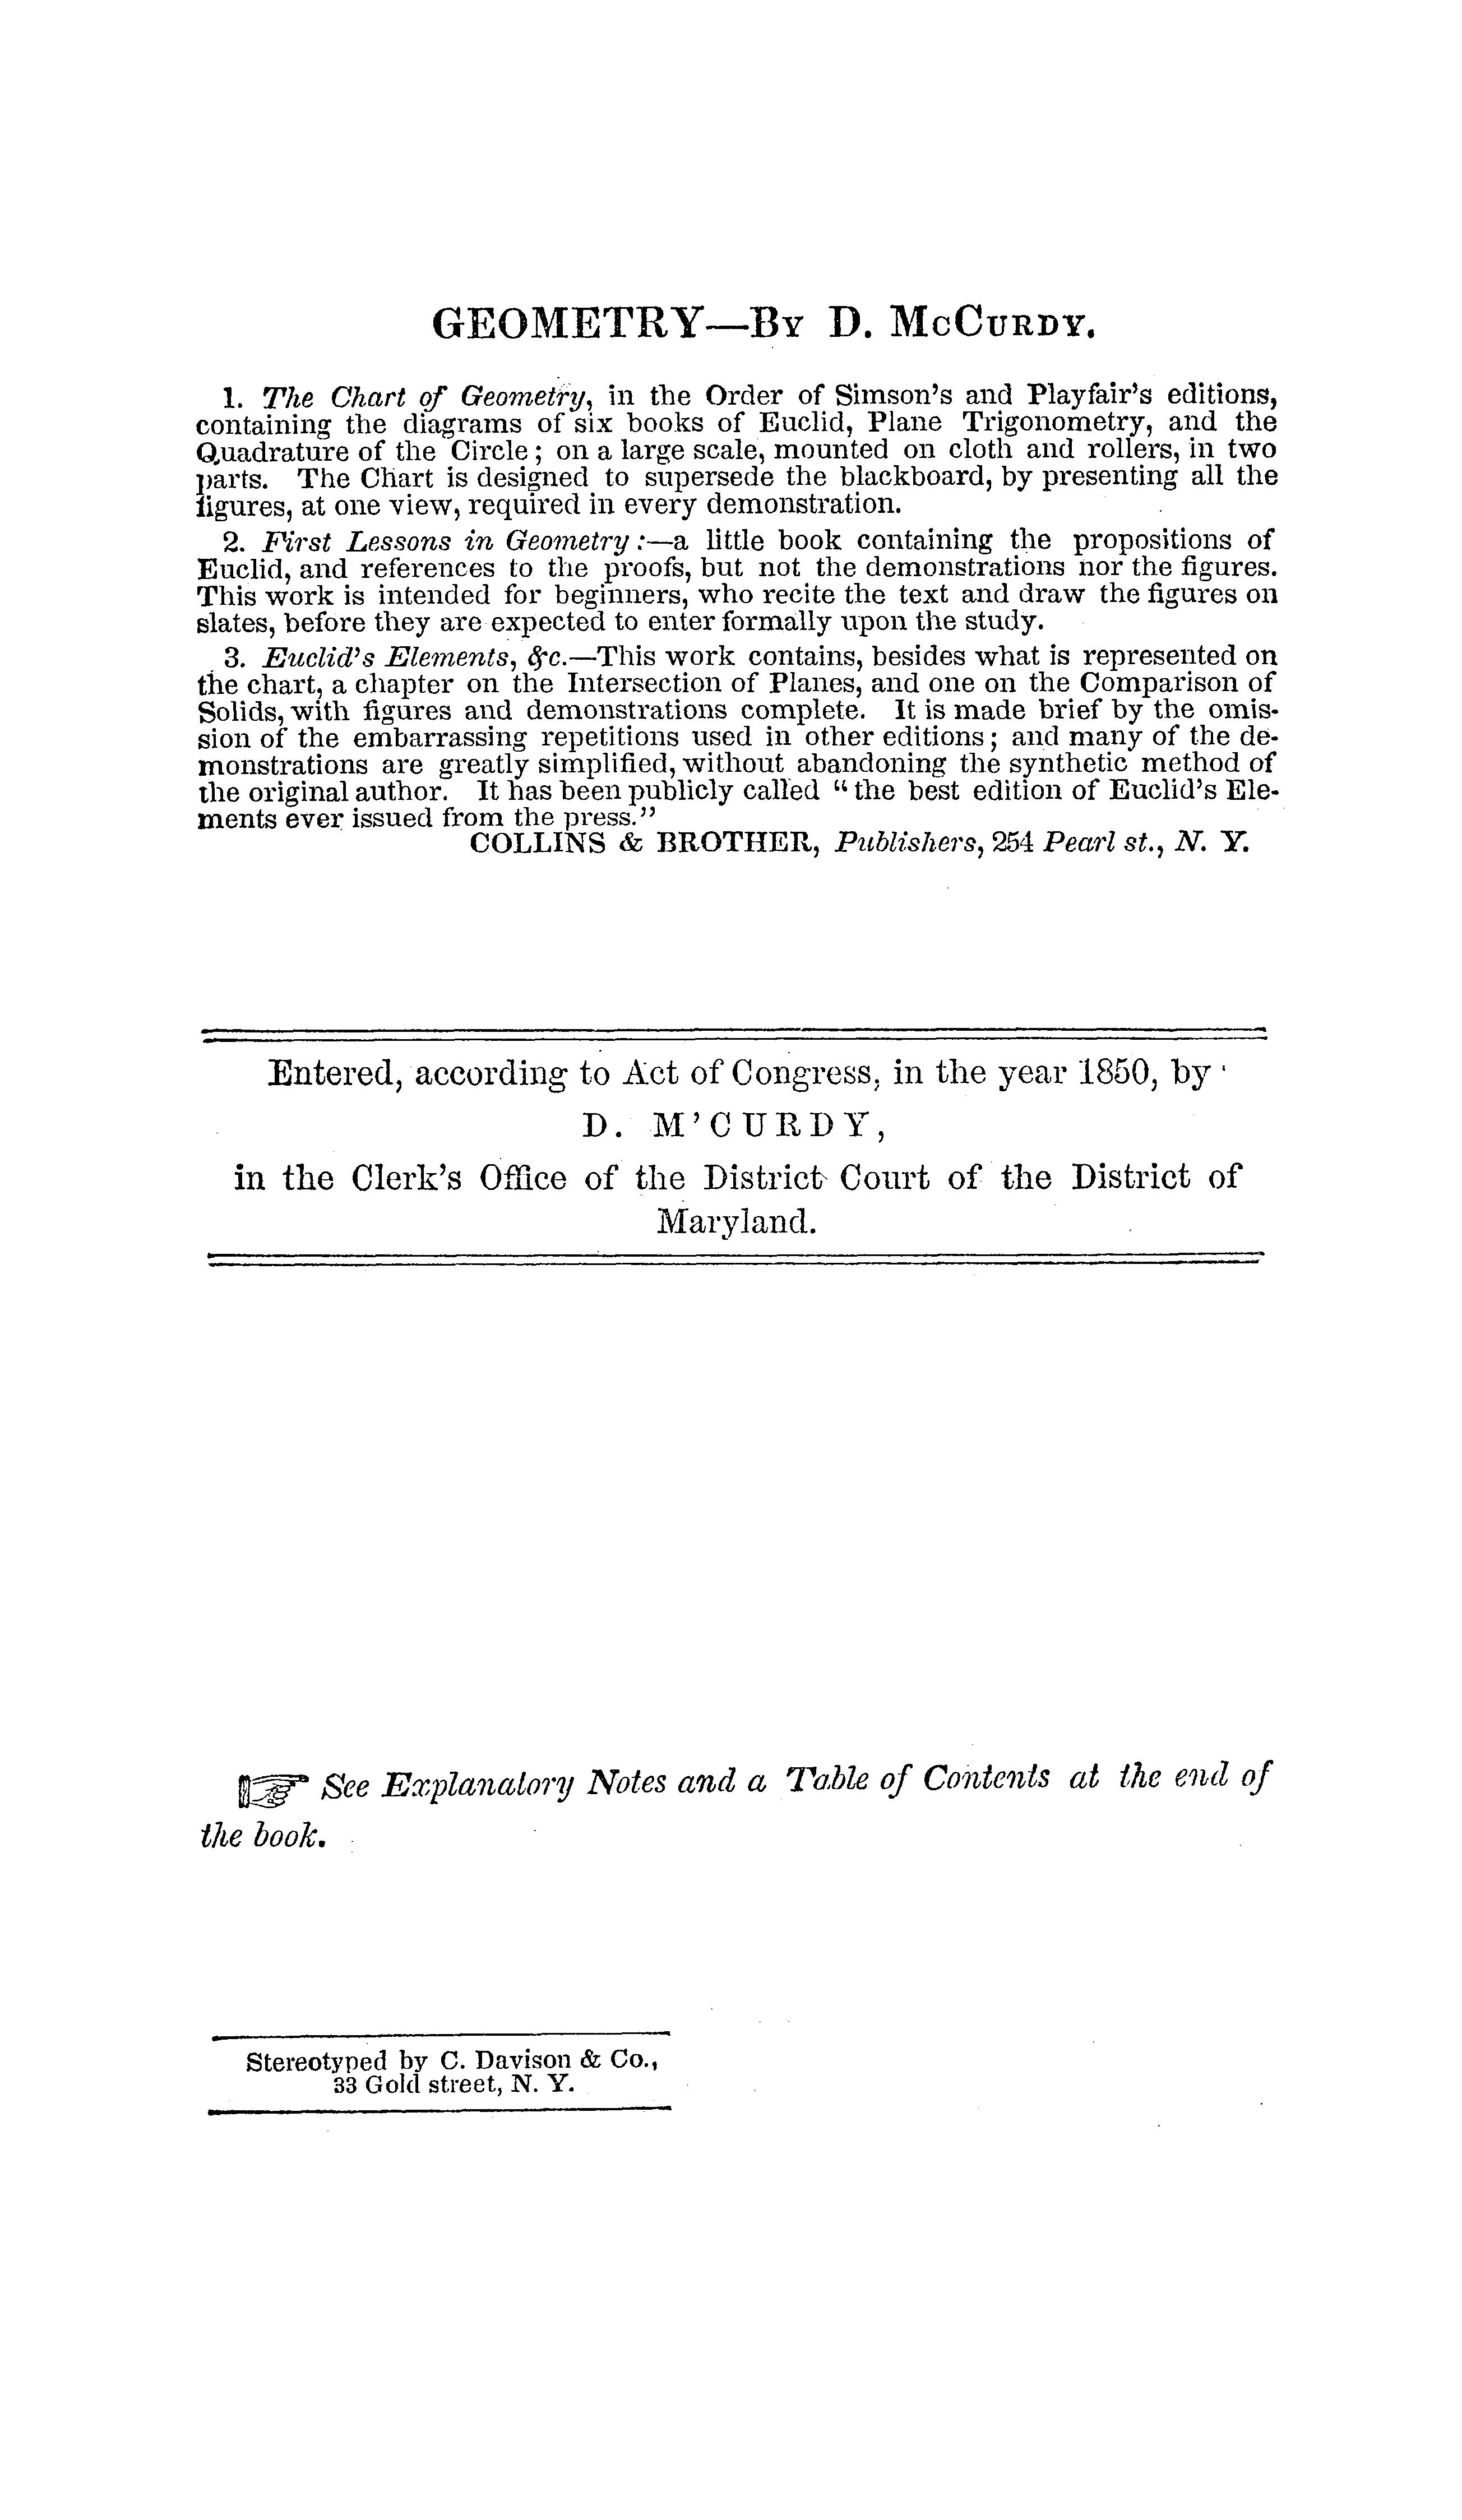 GEOMETRY—By D. McCurdy.
1. The Chart of Geometry, in the Order of Simson's and Playfair's editions,
containing the diagrams of six books of Euclid, Plane Trigonometry, and the
Quadrature of the Circle; on a large scale, mounted on cloth and rollers, in two
parts. The Chart is designed to supersede the blackboard, by presenting all the
figures, at one view, required in every demonstration.
2. First Lessons in Geometry:—a little book containing the propositions of
Euclid, and references to the proofs, but not the demonstrations nor the figures.
This work is intended for beginners, who recite the text and draw the figures on
slates, before they are expected to enter formally upon the study.
3. Euclid's Elements, &c.—This work contains, besides what is represented on
the chart, a chapter on the Intersection of Planes, and one on the Comparison of
Solids, with figures and demonstrations complete. It is made brief by the omis-
sion of the embarrassing repetitions used in other editions; and many of the de-
monstrations are greatly simplified, without abandoning the synthetic method of
the original author. It has been publicly called "the best edition of Euclid's Ele-
ments ever issued from the press."
COLLINS & BROTHER, Publishers, 254 Pearl st., N. Y.
Entered, according to Act of Congress, in the year 1850, by
D. M'CURDY,
in the Clerk's Office of the District Court of the District of
Maryland.
☞ See Explanatory Notes and a Table of Contents at the end of
the book.
Stereotyped by C. Davison & Co.,
33 Gold street, N. Y.